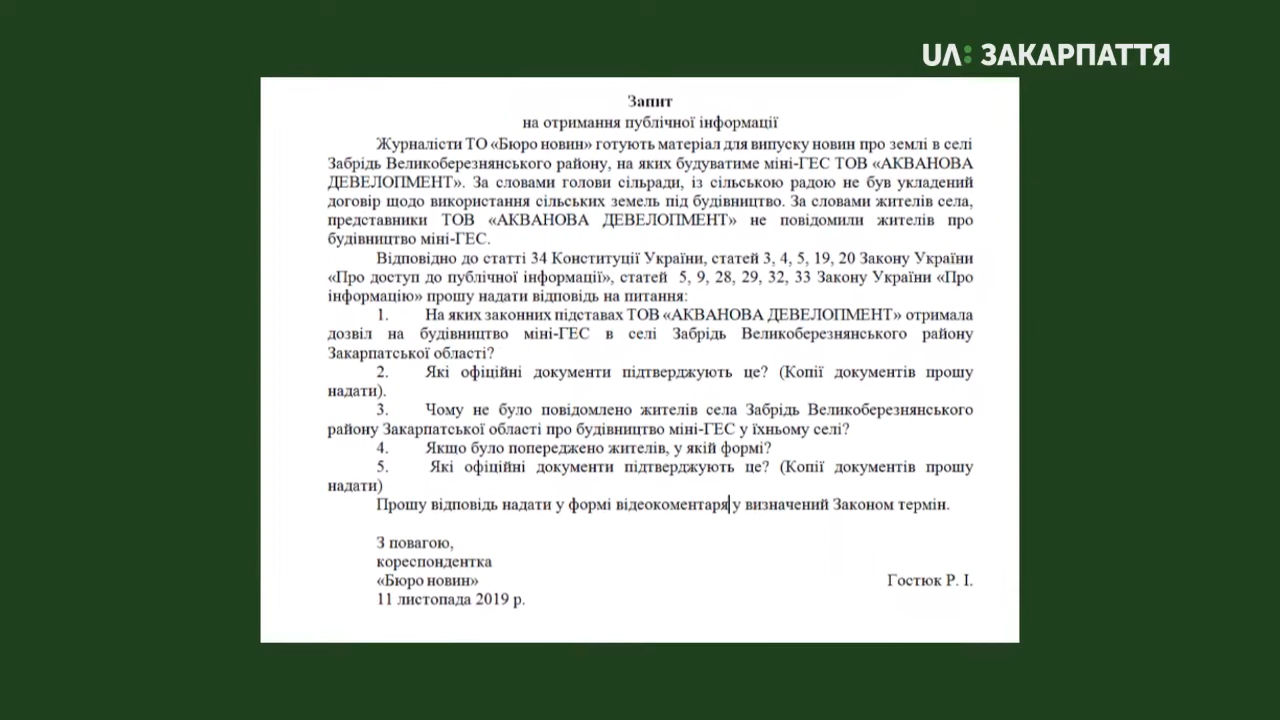 UA: ЗАКАРПАТТЯ
Запит
на отримання публічної інформації
Журналісти ТО «Бюро новин» готують матеріал для випуску новин про землі в селі
Забрідь Великоберезнянського району, на яких будуватиме міні-ГЕС ТОВ «АКВАНОВА
ДЕВЕЛОПМЕНТ». За словами голови сільради, із сільською радою не був укладений
договір щодо використання сільських земель під будівництво. За словами жителів села,
представники ТОВ «АКВАНОВА ДЕВЕЛОПМЕНТ» не повідомили жителів про
будівництво міні-ГЕС.
Відповідно до статті 34 Конституції України, статей 3, 4, 5, 19, 20 Закону України
«Про доступ до публічної інформації», статей 5, 9, 28, 29, 32, 33 Закону України «Про
інформацію» прошу надати відповідь на питання:
1. На яких законних підставах ТОВ «АКВАНОВА ДЕВЕЛОПМЕНТ» отримала
дозвіл на будівництво міні-ГЕС в селі Забрідь Великоберезнянського району
Закарпатської області?
2. Які офіційні документи підтверджують це? (Копії документів прошу
надати).
3. Чому не було повідомлено жителів села Забрідь Великоберезнянського
району Закарпатської області про будівництво міні-ГЕС у їхньому селі?
4. Якщо було попереджено жителів, у якій формі?
5. Які офіційні документи підтверджують це? (Копії документів прошу
надати)
Прошу відповідь надати у формі відеокоментаря у визначений Законом термін.
З повагою,
кореспондентка
«Бюро новин» Гостюк Р. І.
11 листопада 2019 р.